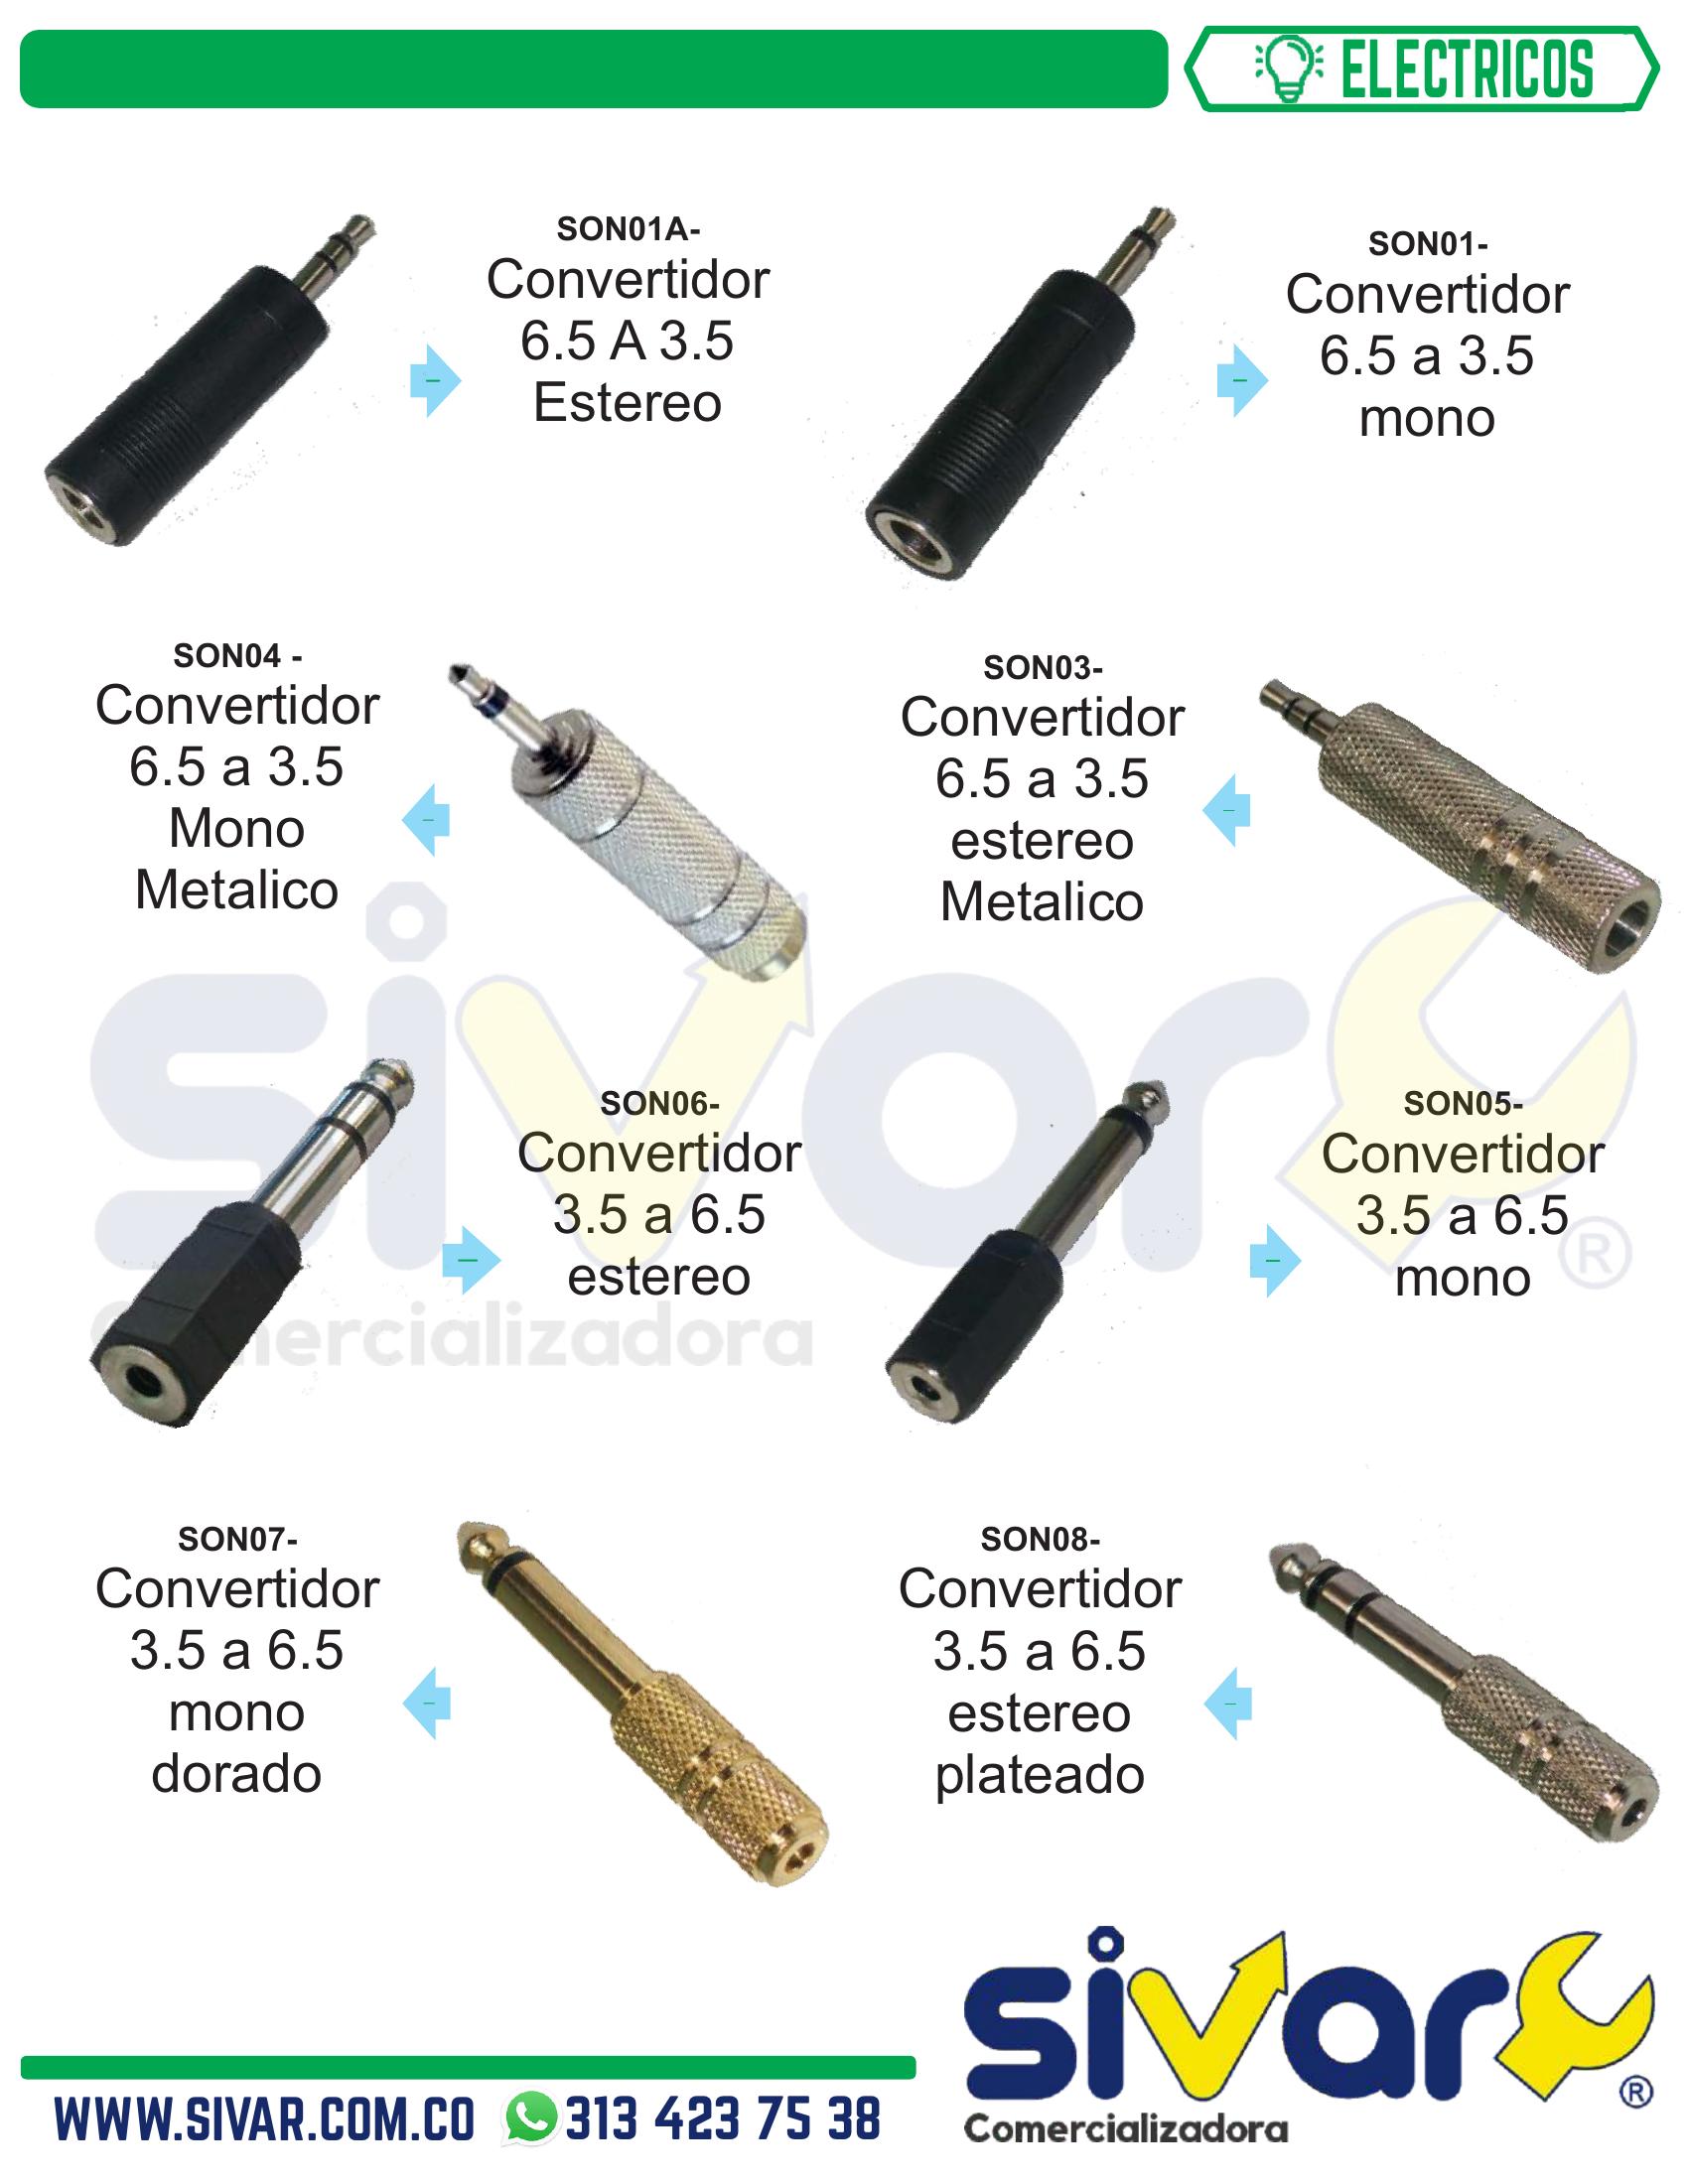 ELECTRICOS
SON01A-
Convertidor
6.5 A 3.5
Estereo
SON01-
Convertidor
6.5 a 3.5
mono
SON04 -
Convertidor
6.5 a 3.5
Mono
Metalico
SON03-
Convertidor
6.5 a 3.5
estereo
Metalico
SON06-
Convertidor
3.5 a 6.5
estereo
SON05-
Convertidor
3.5 a 6.5
mono
sivar
®
Comercializadora
SON07-
Convertidor
3.5 a 6.5
mono
dorado
SON08-
Convertidor
3.5 a 6.5
estereo
plateado
sivar
®
Comercializadora
WWW.SIVAR.COM.CO 313 423 75 38